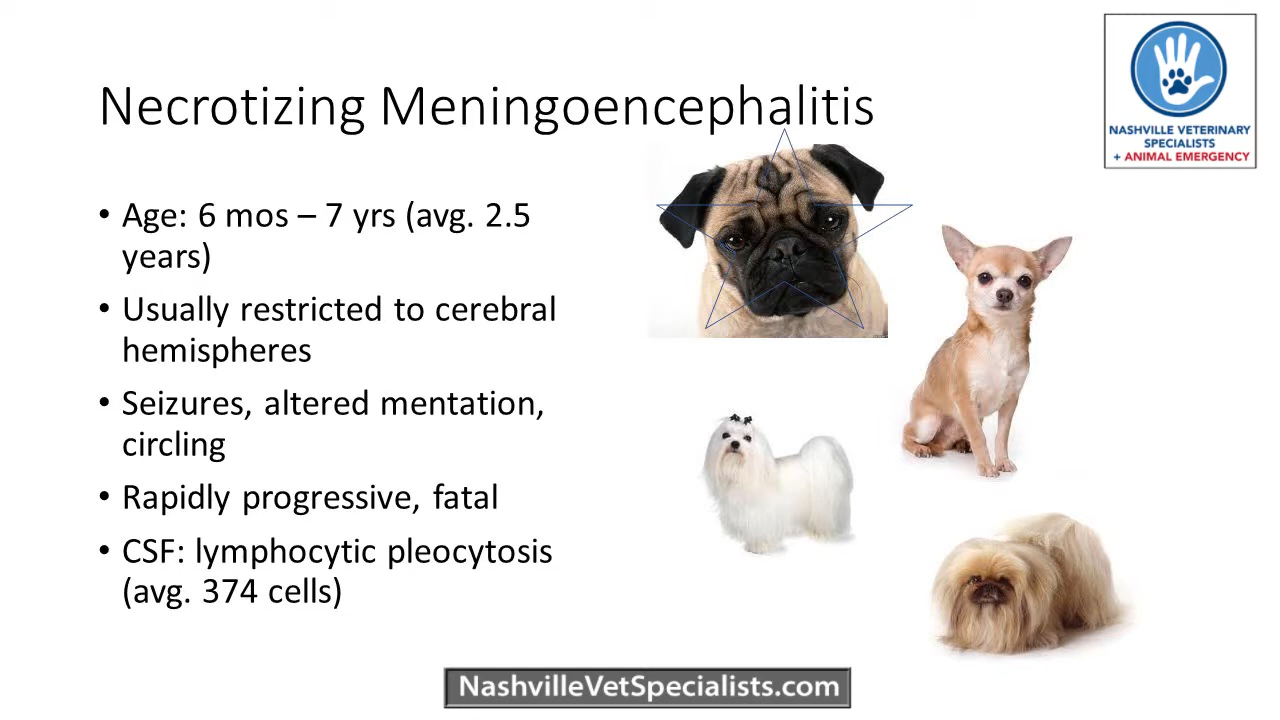 Necrotizing Meningoencephalitis
NASHVILLE VETERINARY
SPECIALISTS
+ ANIMAL EMERGENCY
• Age: 6 mos – 7 yrs (avg. 2.5
years)
• Usually restricted to cerebral
hemispheres
• Seizures, altered mentation,
circling
• Rapidly progressive, fatal
• CSF: lymphocytic pleocytosis
(avg. 374 cells)
NashvilleVetSpecialists.com